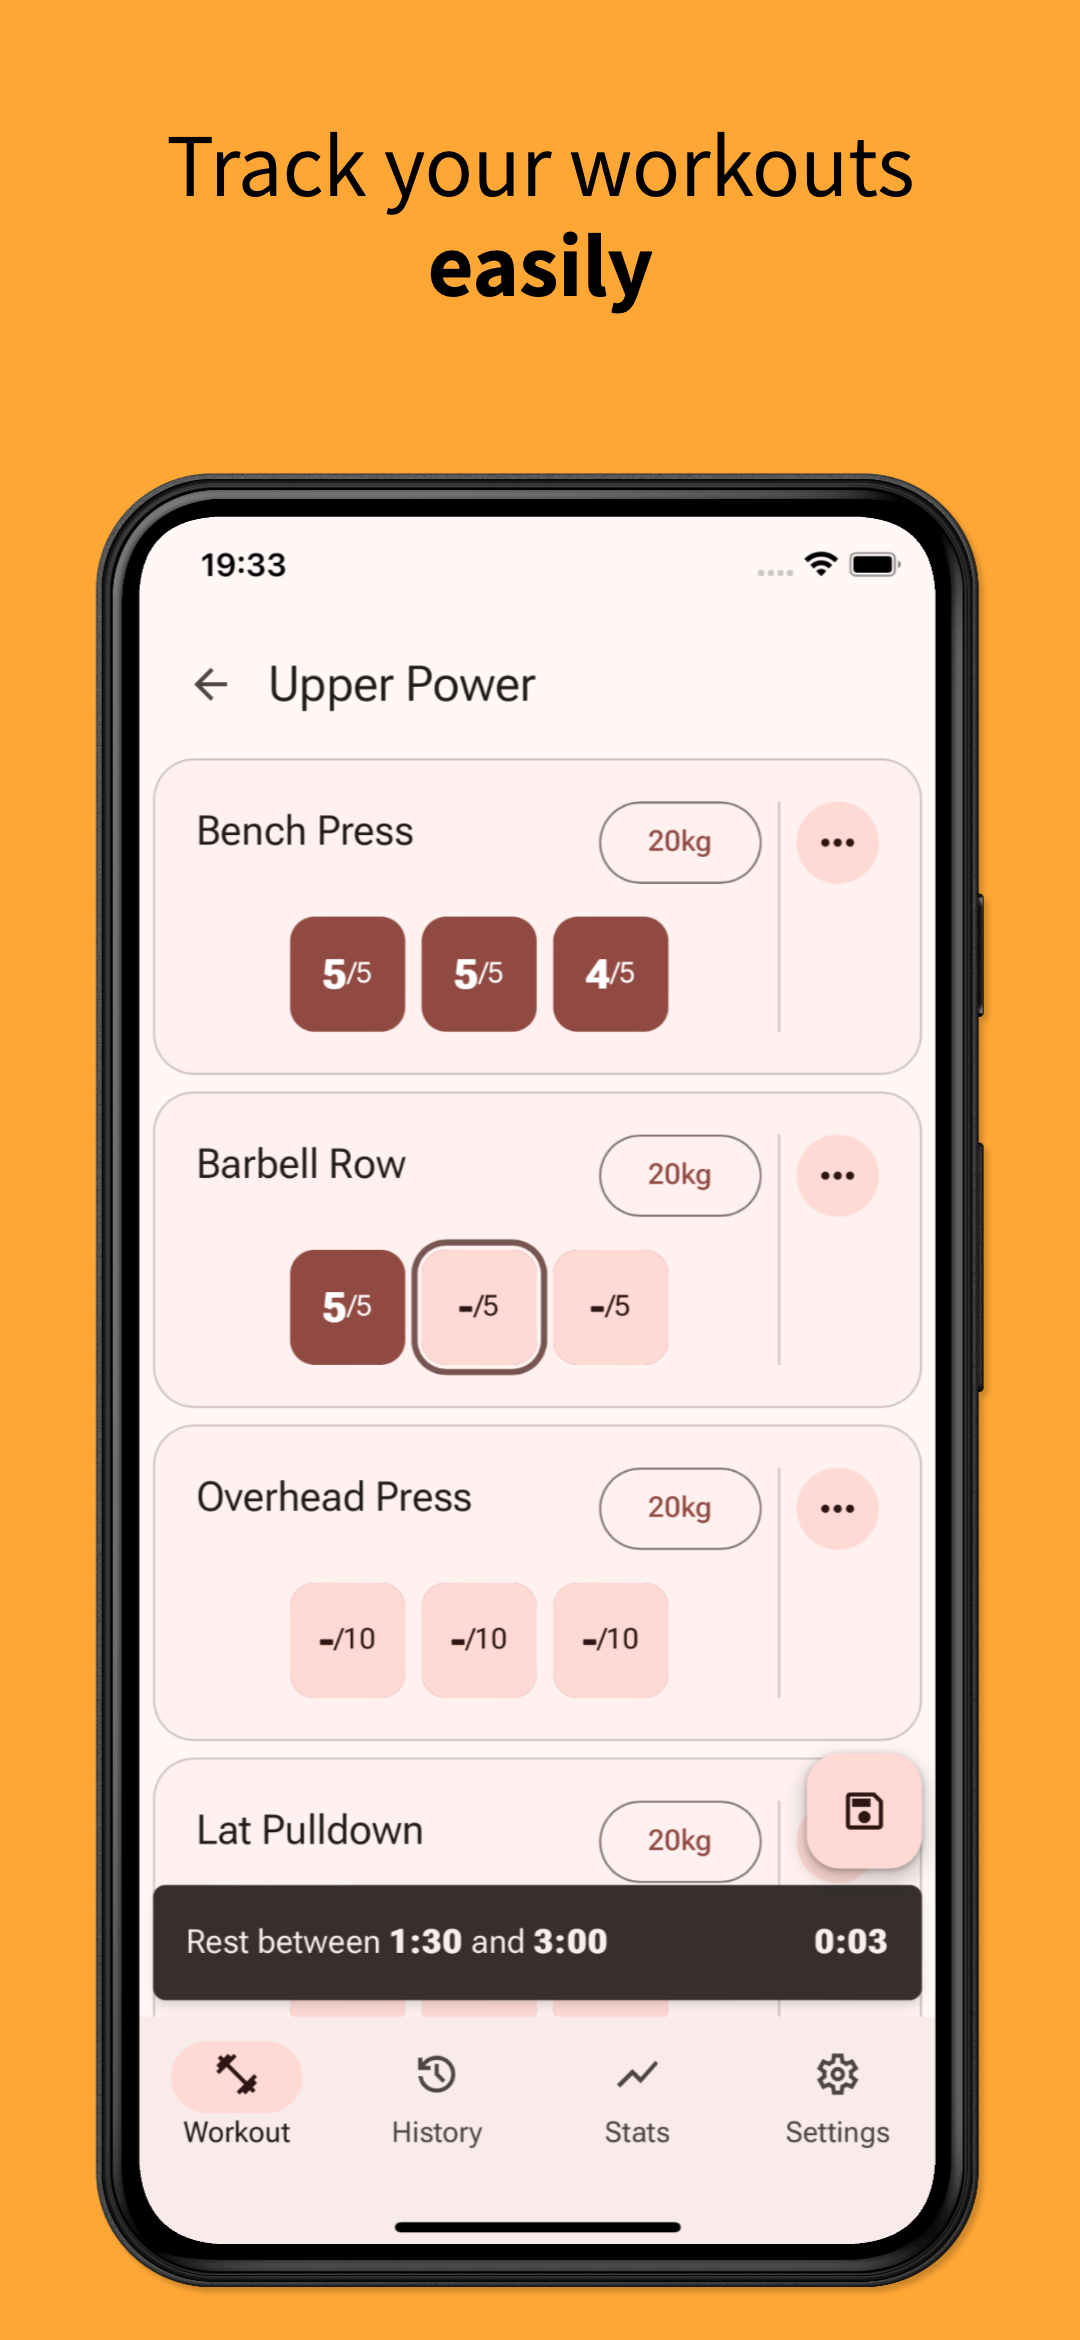 Track your workouts
easily
19:33
Upper Power
Bench Press
20kg
5/5
5/5
4/5
Barbell Row
20kg
5/5
-/5
-/5
Overhead Press
20kg
-/10
-/10
-/10
Lat Pulldown
20kg
Rest between 1:30 and 3:00
0:03
Workout
History
Stats
Settings